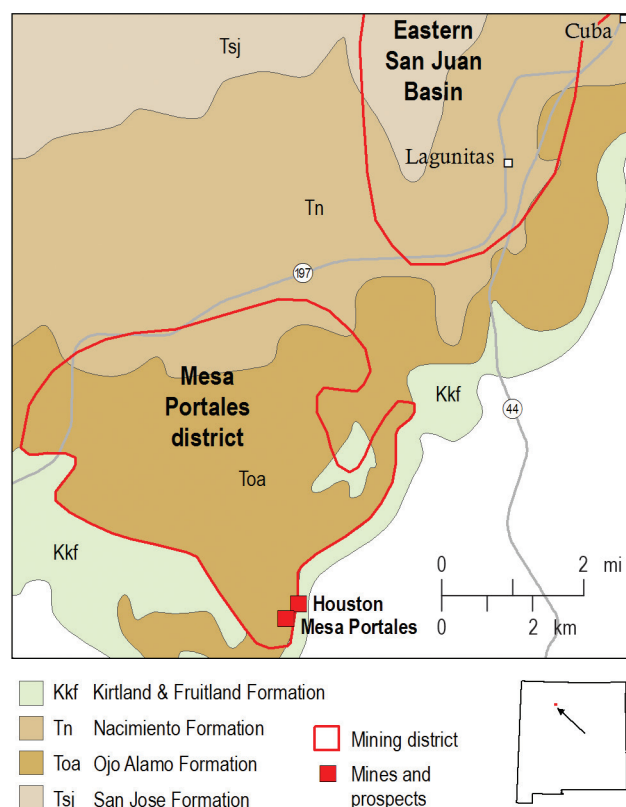 Tsj
Eastern
San Juan
Basin
Cuba
Lagunitas
Tn
197
Mesa
Portales
district
Kkf
44
Toa
Kkf
0 2 mi
0 2 km
Houston
Mesa Portales
Kkf Kirtland & Fruitland Formation
Tn Nacimiento Formation
Toa Ojo Alamo Formation
Tsj San Jose Formation
Mining district
Mines and
prospects